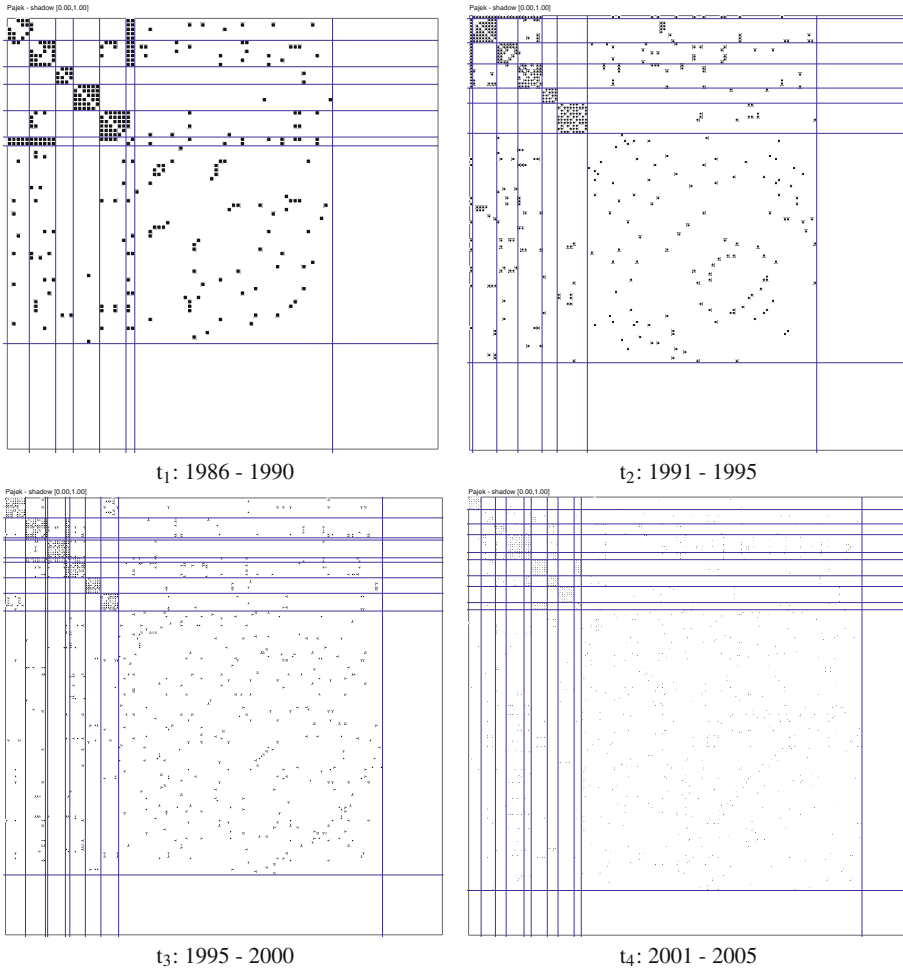 Pajek - shadow [0.00,1.00]
Pajek - shadow [0.00,1.00]
t₁: 1986 - 1990
t₂: 1991 - 1995
Pajek - shadow [0.00,1.00]
Pajek - shadow [0.00,1.00]
t₃: 1995 - 2000
t₄: 2001 - 2005